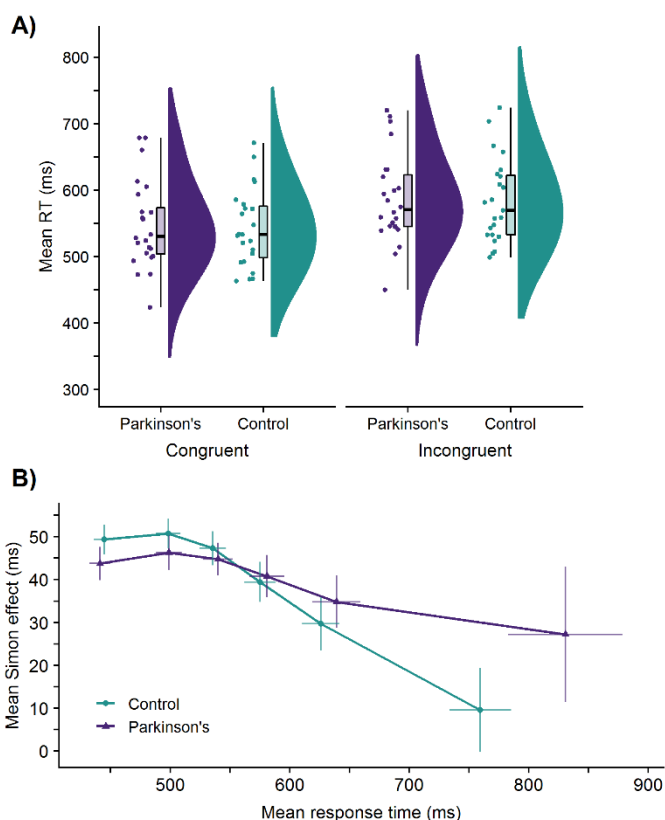 A)
800
700
600
500
400
300
Mean RT (ms)
Parkinson's Control Parkinson's Control
Congruent Incongruent
B)
50
40
30
20
10
0
Mean Simon effect (ms)
Control
Parkinson's
500 600 700 800 900
Mean response time (ms)